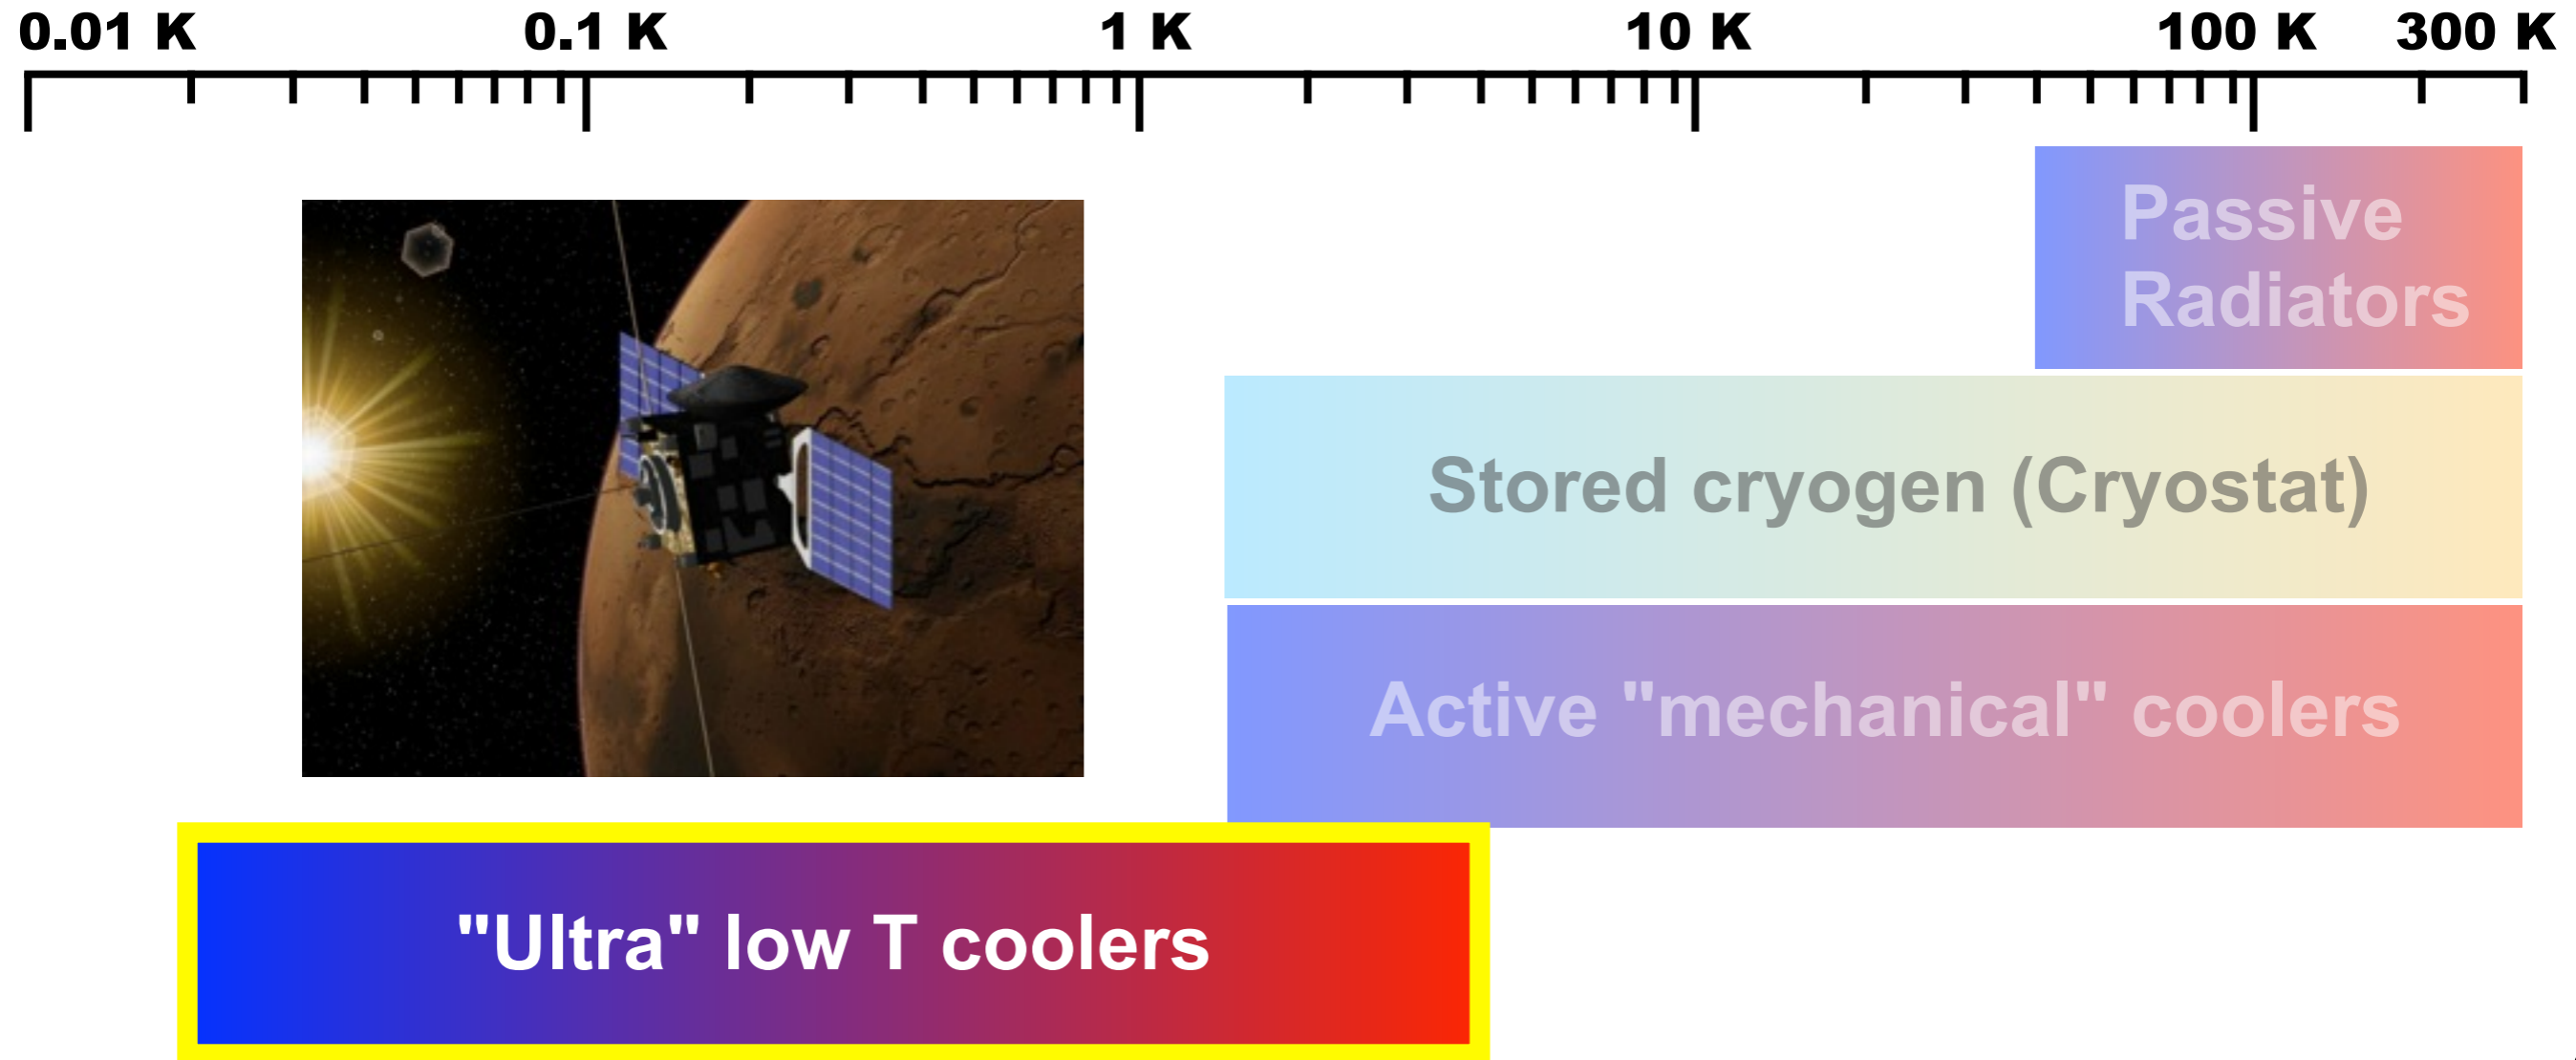 0.01 K 0.1 K 1 K 10 K 100 K 300 K
Passive
Radiators
Stored cryogen (Cryostat)
Active "mechanical" coolers
"Ultra" low T coolers